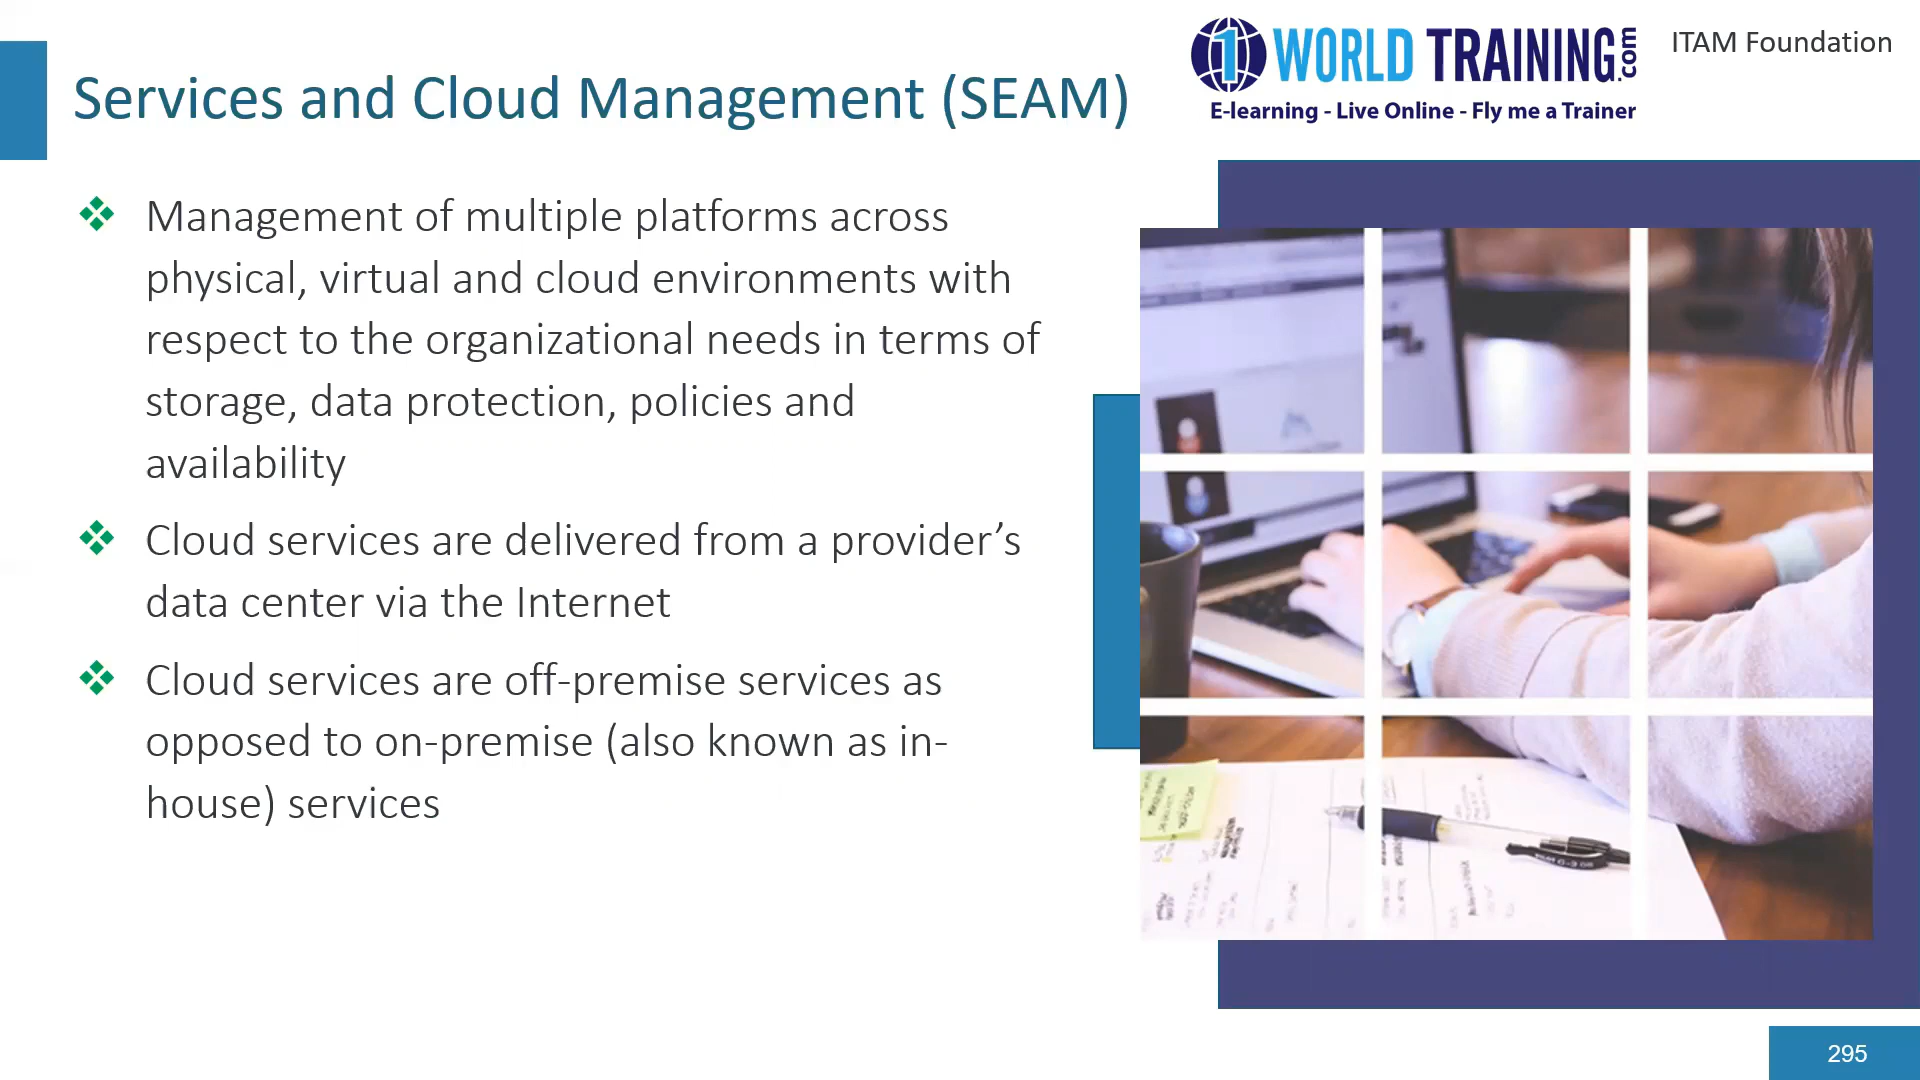 1 WORLD TRAINING.com
E-learning - Live Online - Fly me a Trainer
ITAM Foundation
Services and Cloud Management (SEAM)
❖ Management of multiple platforms across
physical, virtual and cloud environments with
respect to the organizational needs in terms of
storage, data protection, policies and
availability
❖ Cloud services are delivered from a provider’s
data center via the Internet
❖ Cloud services are off-premise services as
opposed to on-premise (also known as in-
house) services
295